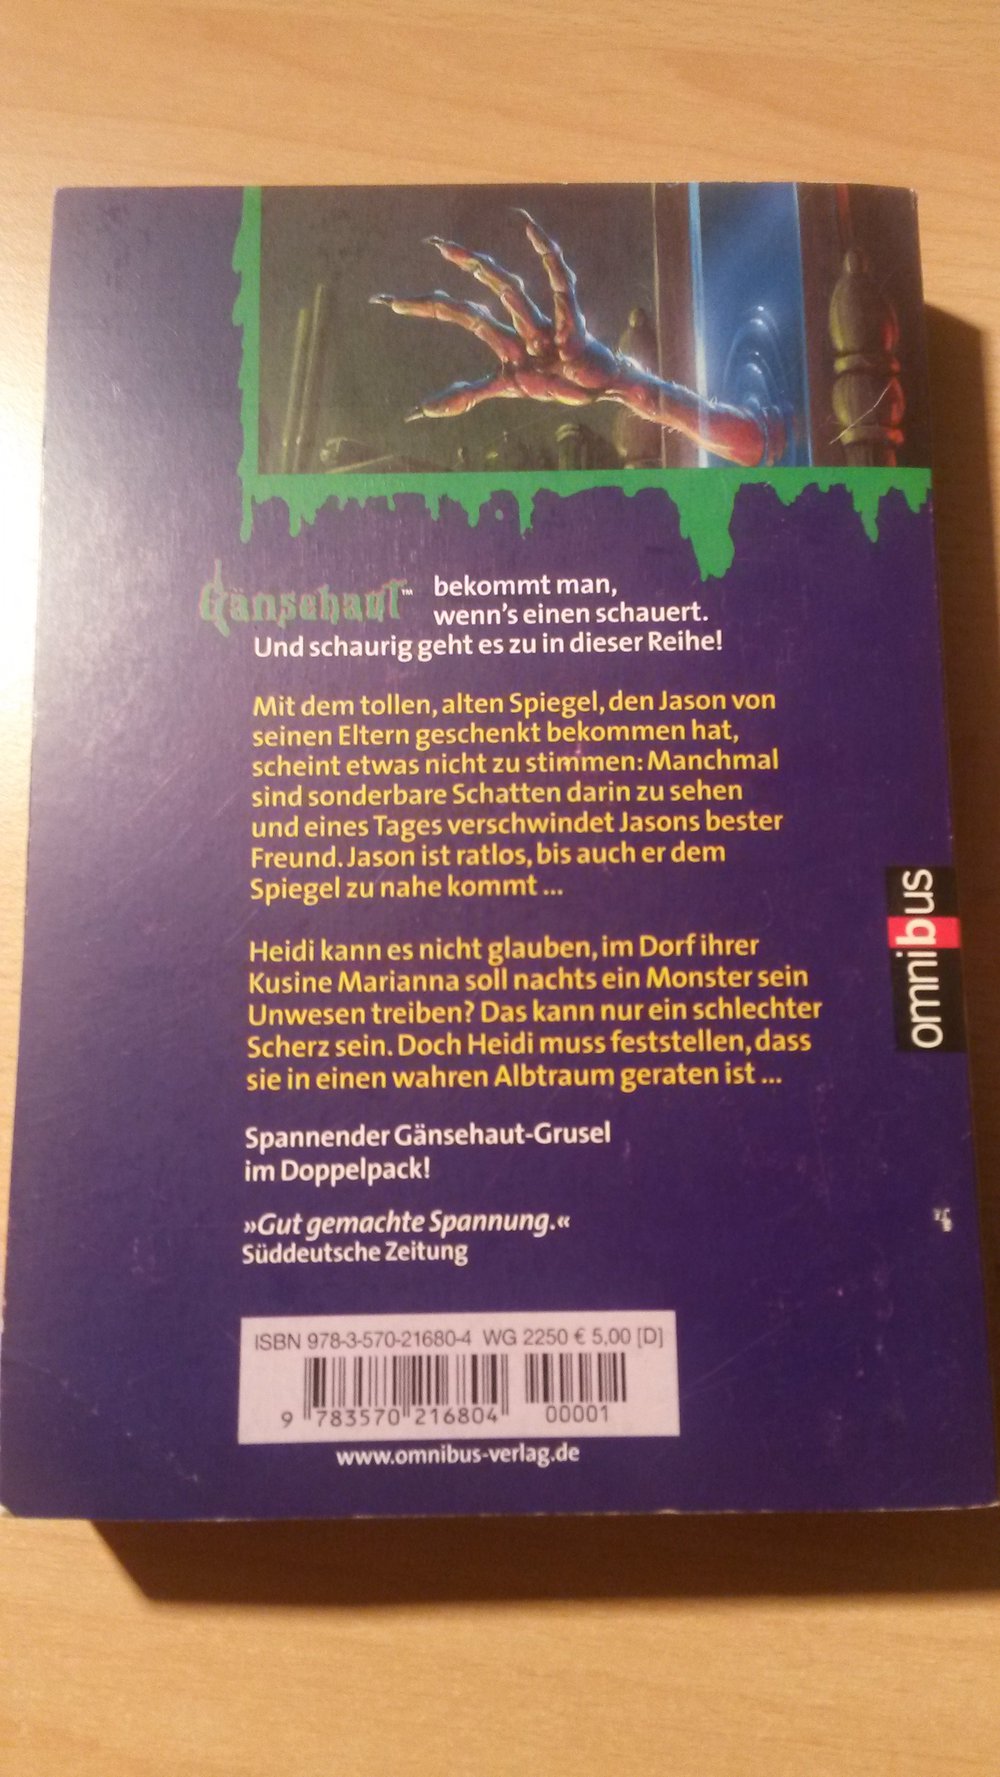 Gänsehaut™ bekommt man,
wenn's einen schauert.
Und schaurig geht es zu in dieser Reihe!
Mit dem tollen, alten Spiegel, den Jason von
seinen Eltern geschenkt bekommen hat,
scheint etwas nicht zu stimmen: Manchmal
sind sonderbare Schatten darin zu sehen
und eines Tages verschwindet Jasons bester
Freund. Jason ist ratlos, bis auch er dem
Spiegel zu nahe kommt ...
Heidi kann es nicht glauben, im Dorf ihrer
Kusine Marianna soll nachts ein Monster sein
Unwesen treiben? Das kann nur ein schlechter
Scherz sein. Doch Heidi muss feststellen, dass
sie in einen wahren Albtraum geraten ist ...
Spannender Gänsehaut-Grusel
im Doppelpack!
»Gut gemachte Spannung.«
Süddeutsche Zeitung
omnibus
ISBN 978-3-570-21680-4 WG 2250 € 5,00 [D]
9 783570 216804 00001
www.omnibus-verlag.de